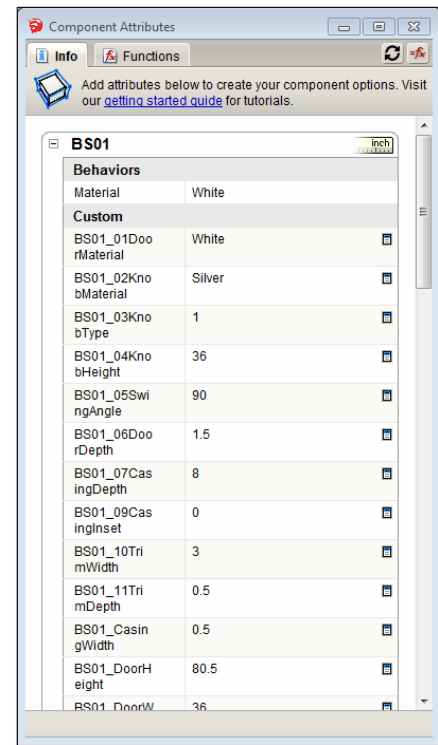 Component Attributes
Info Functions
Add attributes below to create your component options. Visit
our getting started guide for tutorials.
BS01 inch
Behaviors
Material White
Custom
BS01_01Doo White
rMaterial
BS01_02Kno Silver
bMaterial
BS01_03Kno 1
bType
BS01_04Kno 36
bHeight
BS01_05Swi 90
ngAngle
BS01_06Doo 1.5
rDepth
BS01_07Cas 8
ingDepth
BS01_09Cas 0
ingInset
BS01_10Tri 3
mWidth
BS01_11Tri 0.5
mDepth
BS01_Casin 0.5
gWidth
BS01_DoorH 80.5
eight
BS01_DoorW 36